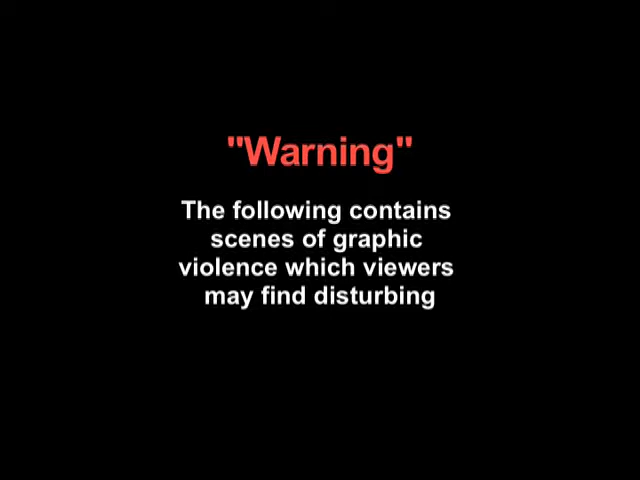 "Warning"
The following contains
scenes of graphic
violence which viewers
may find disturbing